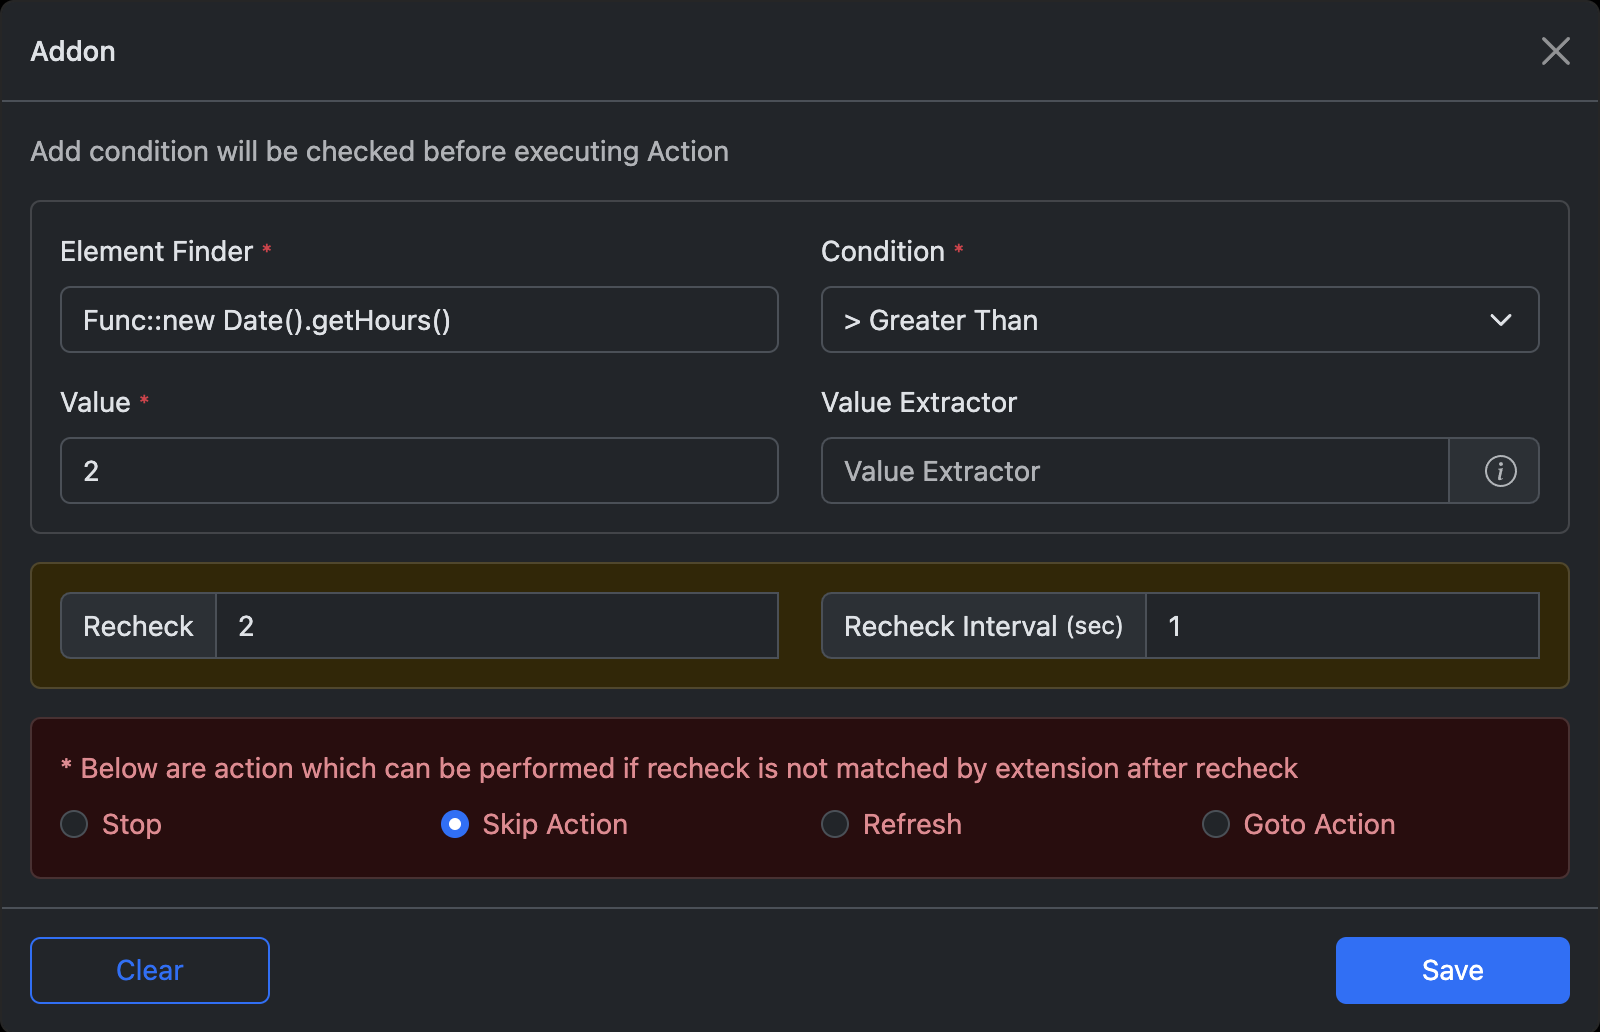 Addon
Add condition will be checked before executing Action
Element Finder *
Condition *
Func::new Date().getHours()
> Greater Than
Value *
Value Extractor
2
Value Extractor
i
Recheck
2
Recheck Interval (sec)
1
* Below are action which can be performed if recheck is not matched by extension after recheck
Stop
Skip Action
Refresh
Goto Action
Clear
Save